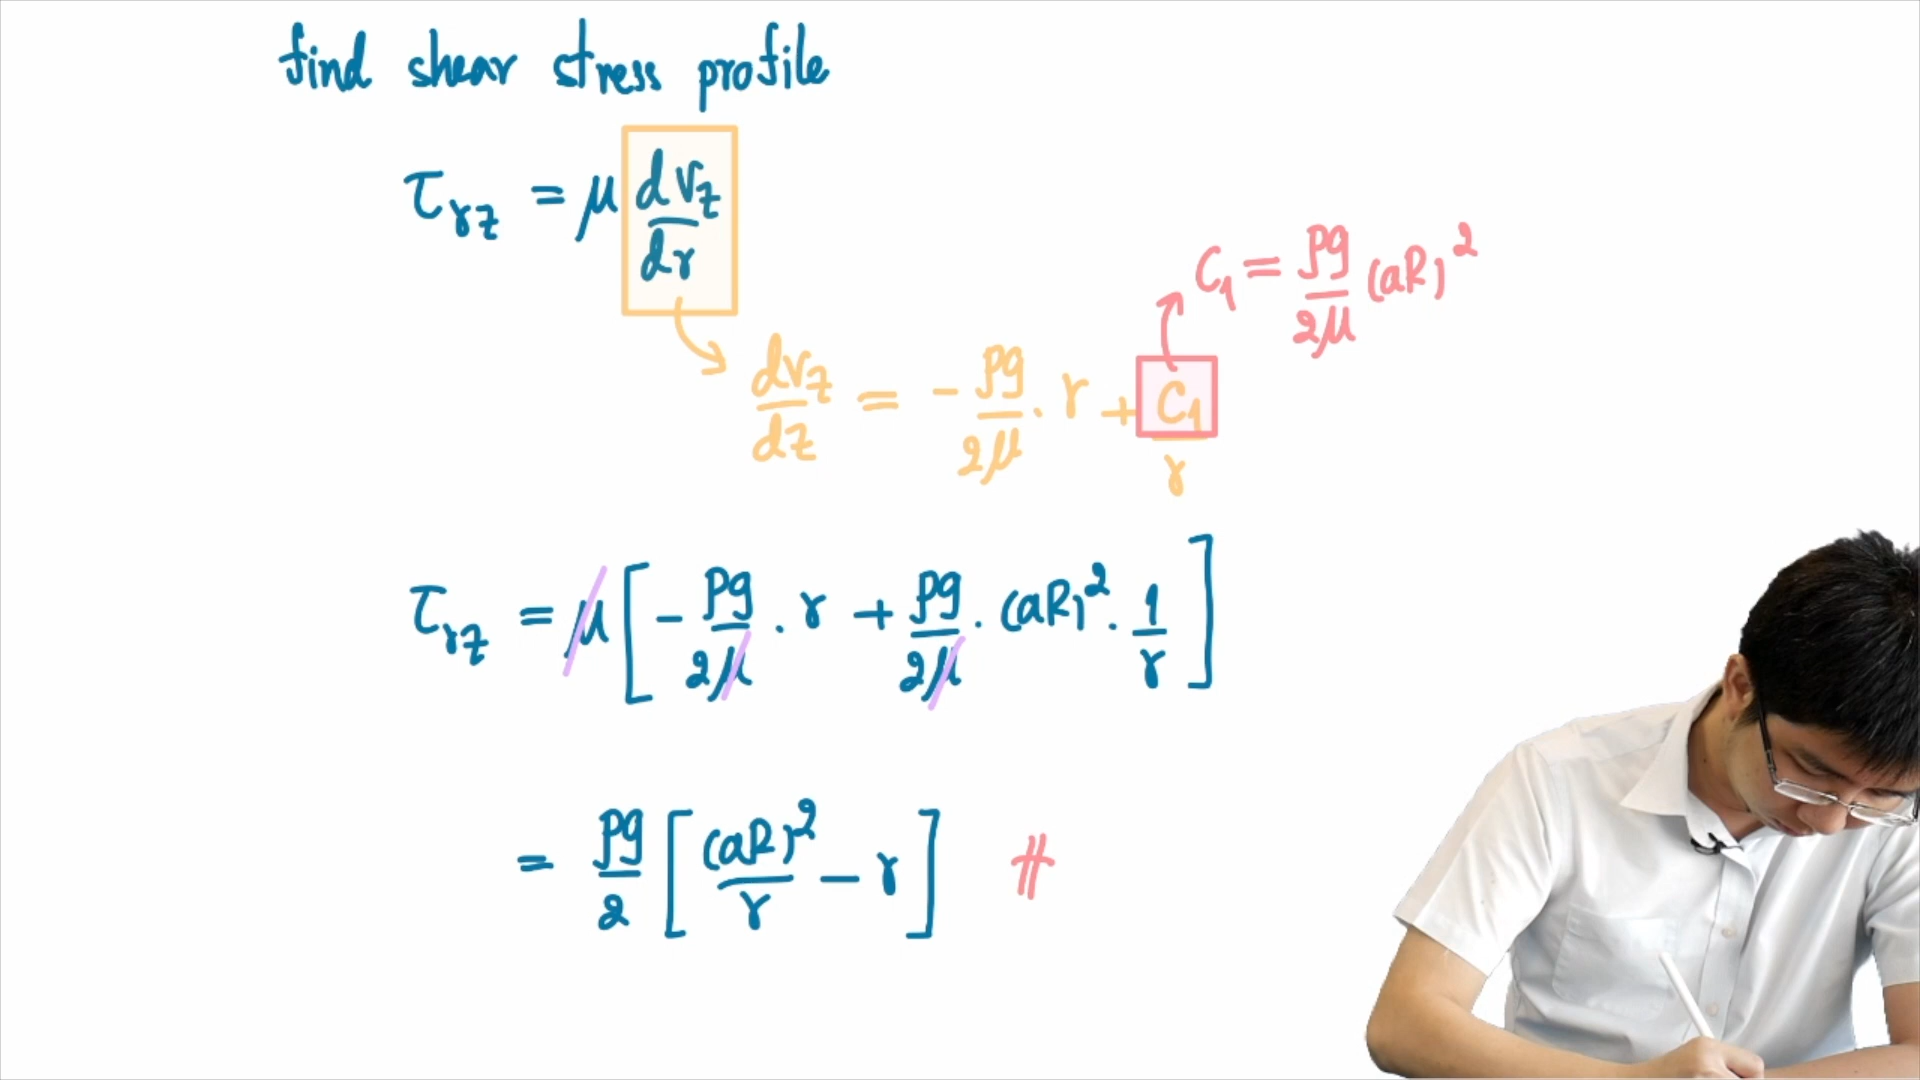 find shear stress profile
τrz = μ dvz/dr
C1 = ρg/2μ (aR)²
dvz/dz = - ρg/2μ · r + C1/r
τrz = μ [ - ρg/2μ · r + ρg/2μ · (aR)² · 1/r ]
= ρg/2 [ (aR)²/r - r ] #